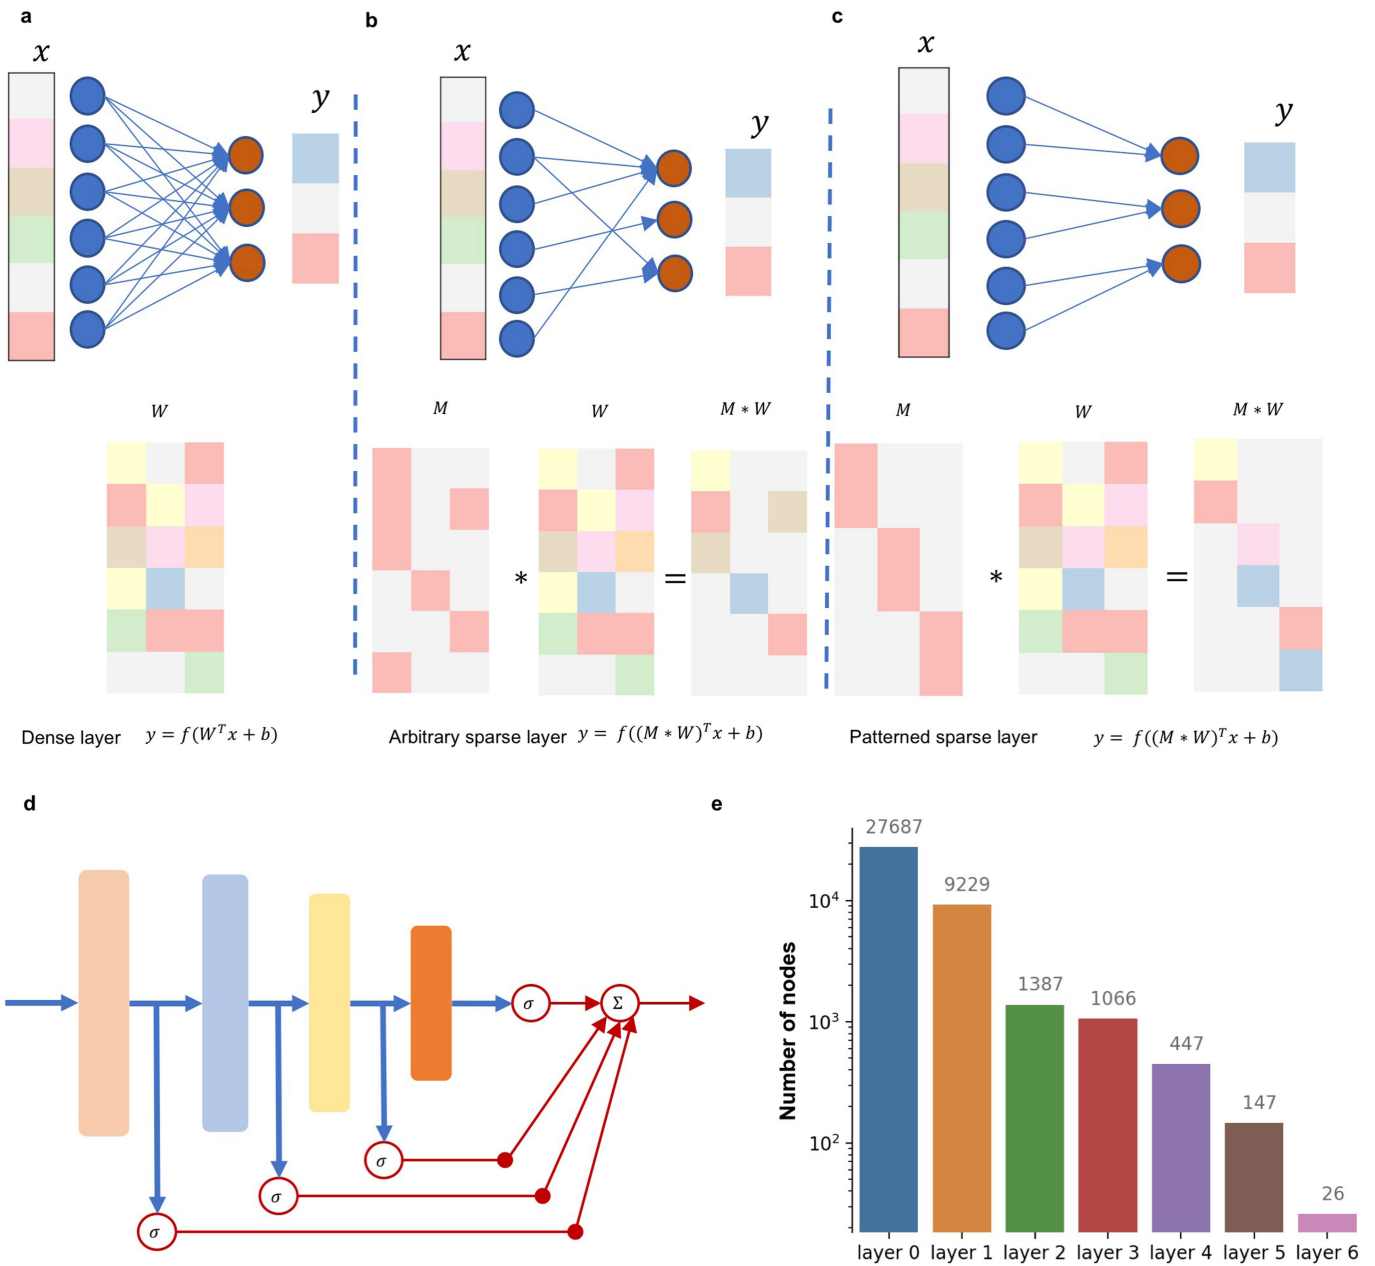 a
b
c
x
y
x
y
x
y
W
M
W
M ∗ W
M
W
M ∗ W
∗
=
∗
=
Dense layer y = f(W^T x + b)
Arbitrary sparse layer y = f((M ∗ W)^T x + b)
Patterned sparse layer y = f((M ∗ W)^T x + b)
d
σ
Σ
σ
σ
σ
e
27687
9229
1387
1066
447
147
26
10^4
10^3
10^2
Number of nodes
layer 0 layer 1 layer 2 layer 3 layer 4 layer 5 layer 6